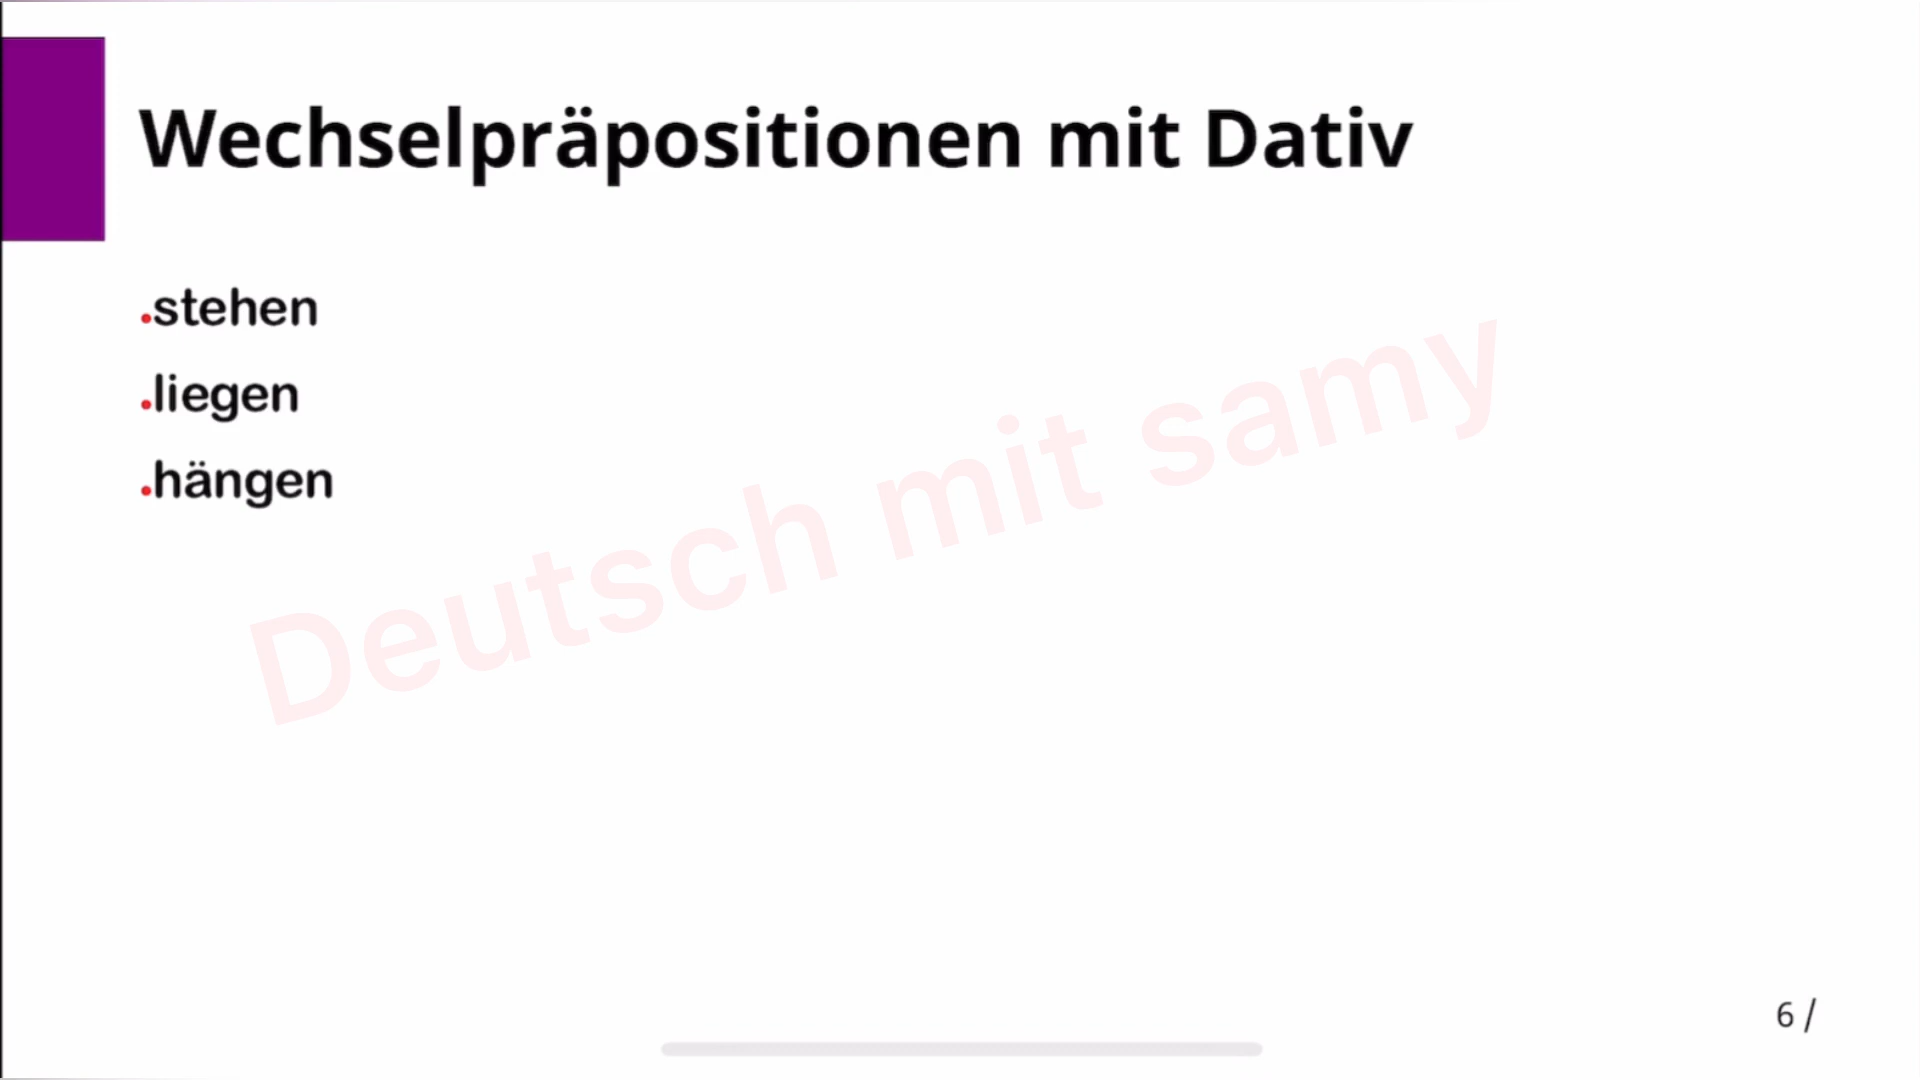 Wechselpräpositionen mit Dativ
.stehen
.liegen
.hängen
Deutsch mit samy
6 /